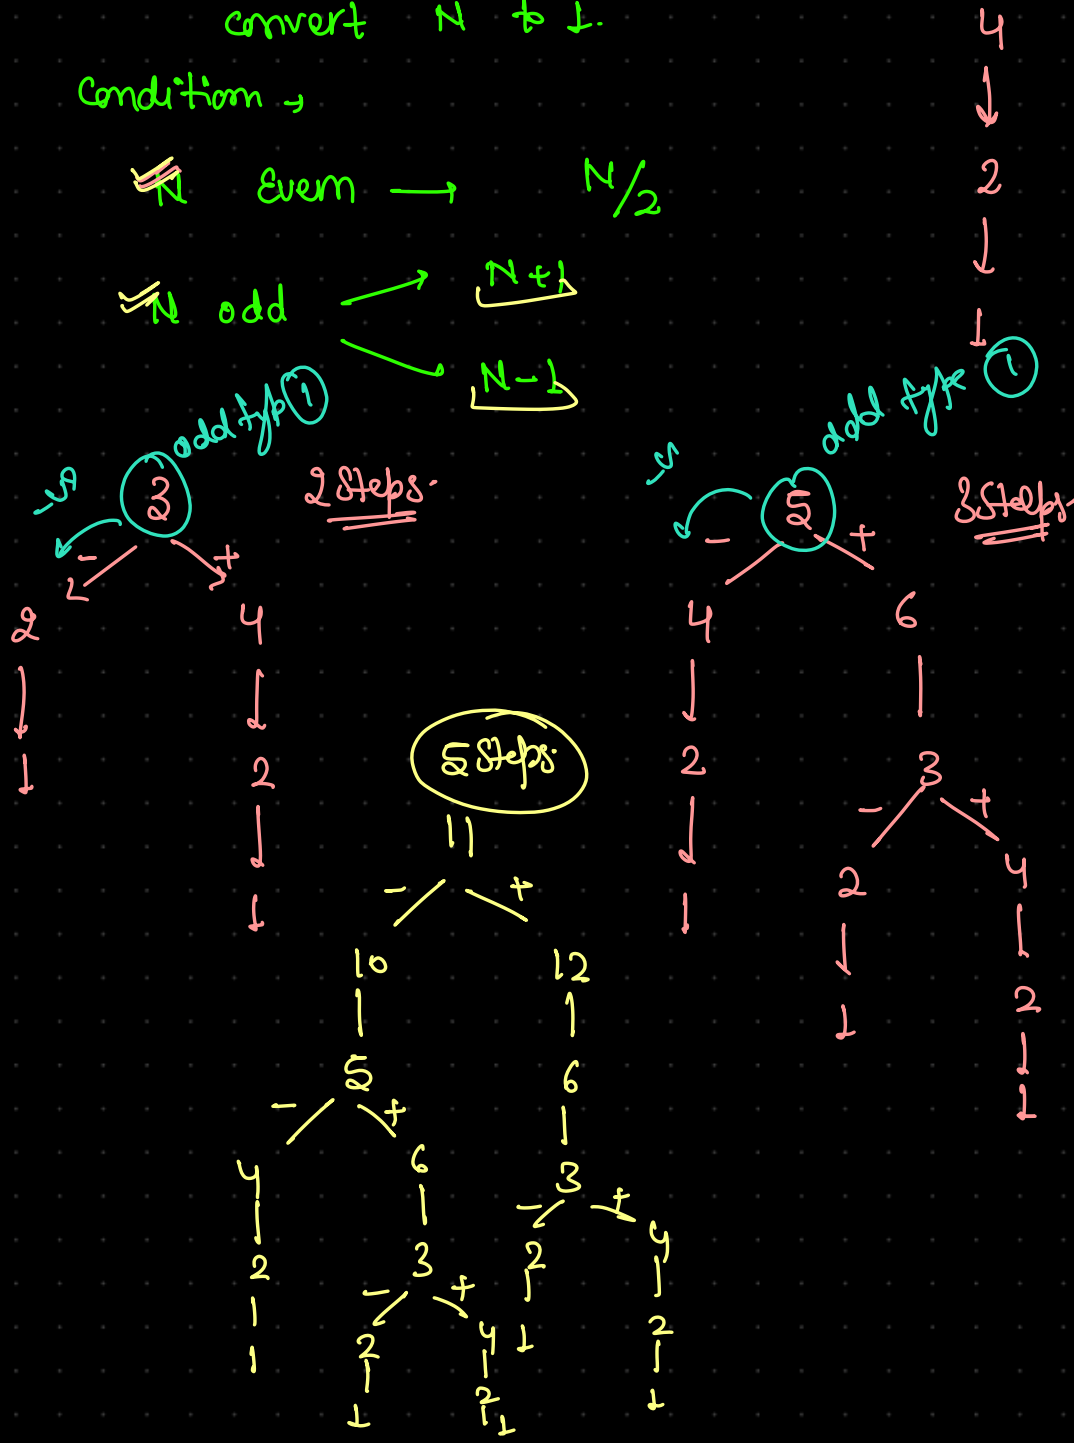 convert N to 1.
Condition →
N Even → N/2
N odd → N+1
→ N-1
4
2
1
odd typ ①
3
2 Steps.
- +
2 4
1 2
1
odd type ①
5
3 Steps.
- +
4 6
2 3
- +
1 2 4
1 2
1
5 Steps.
11
- +
10 12
5 6
- +
4 6 3
- +
2 3 2 4
- +
1 2 4 1 2
1 2 1 1